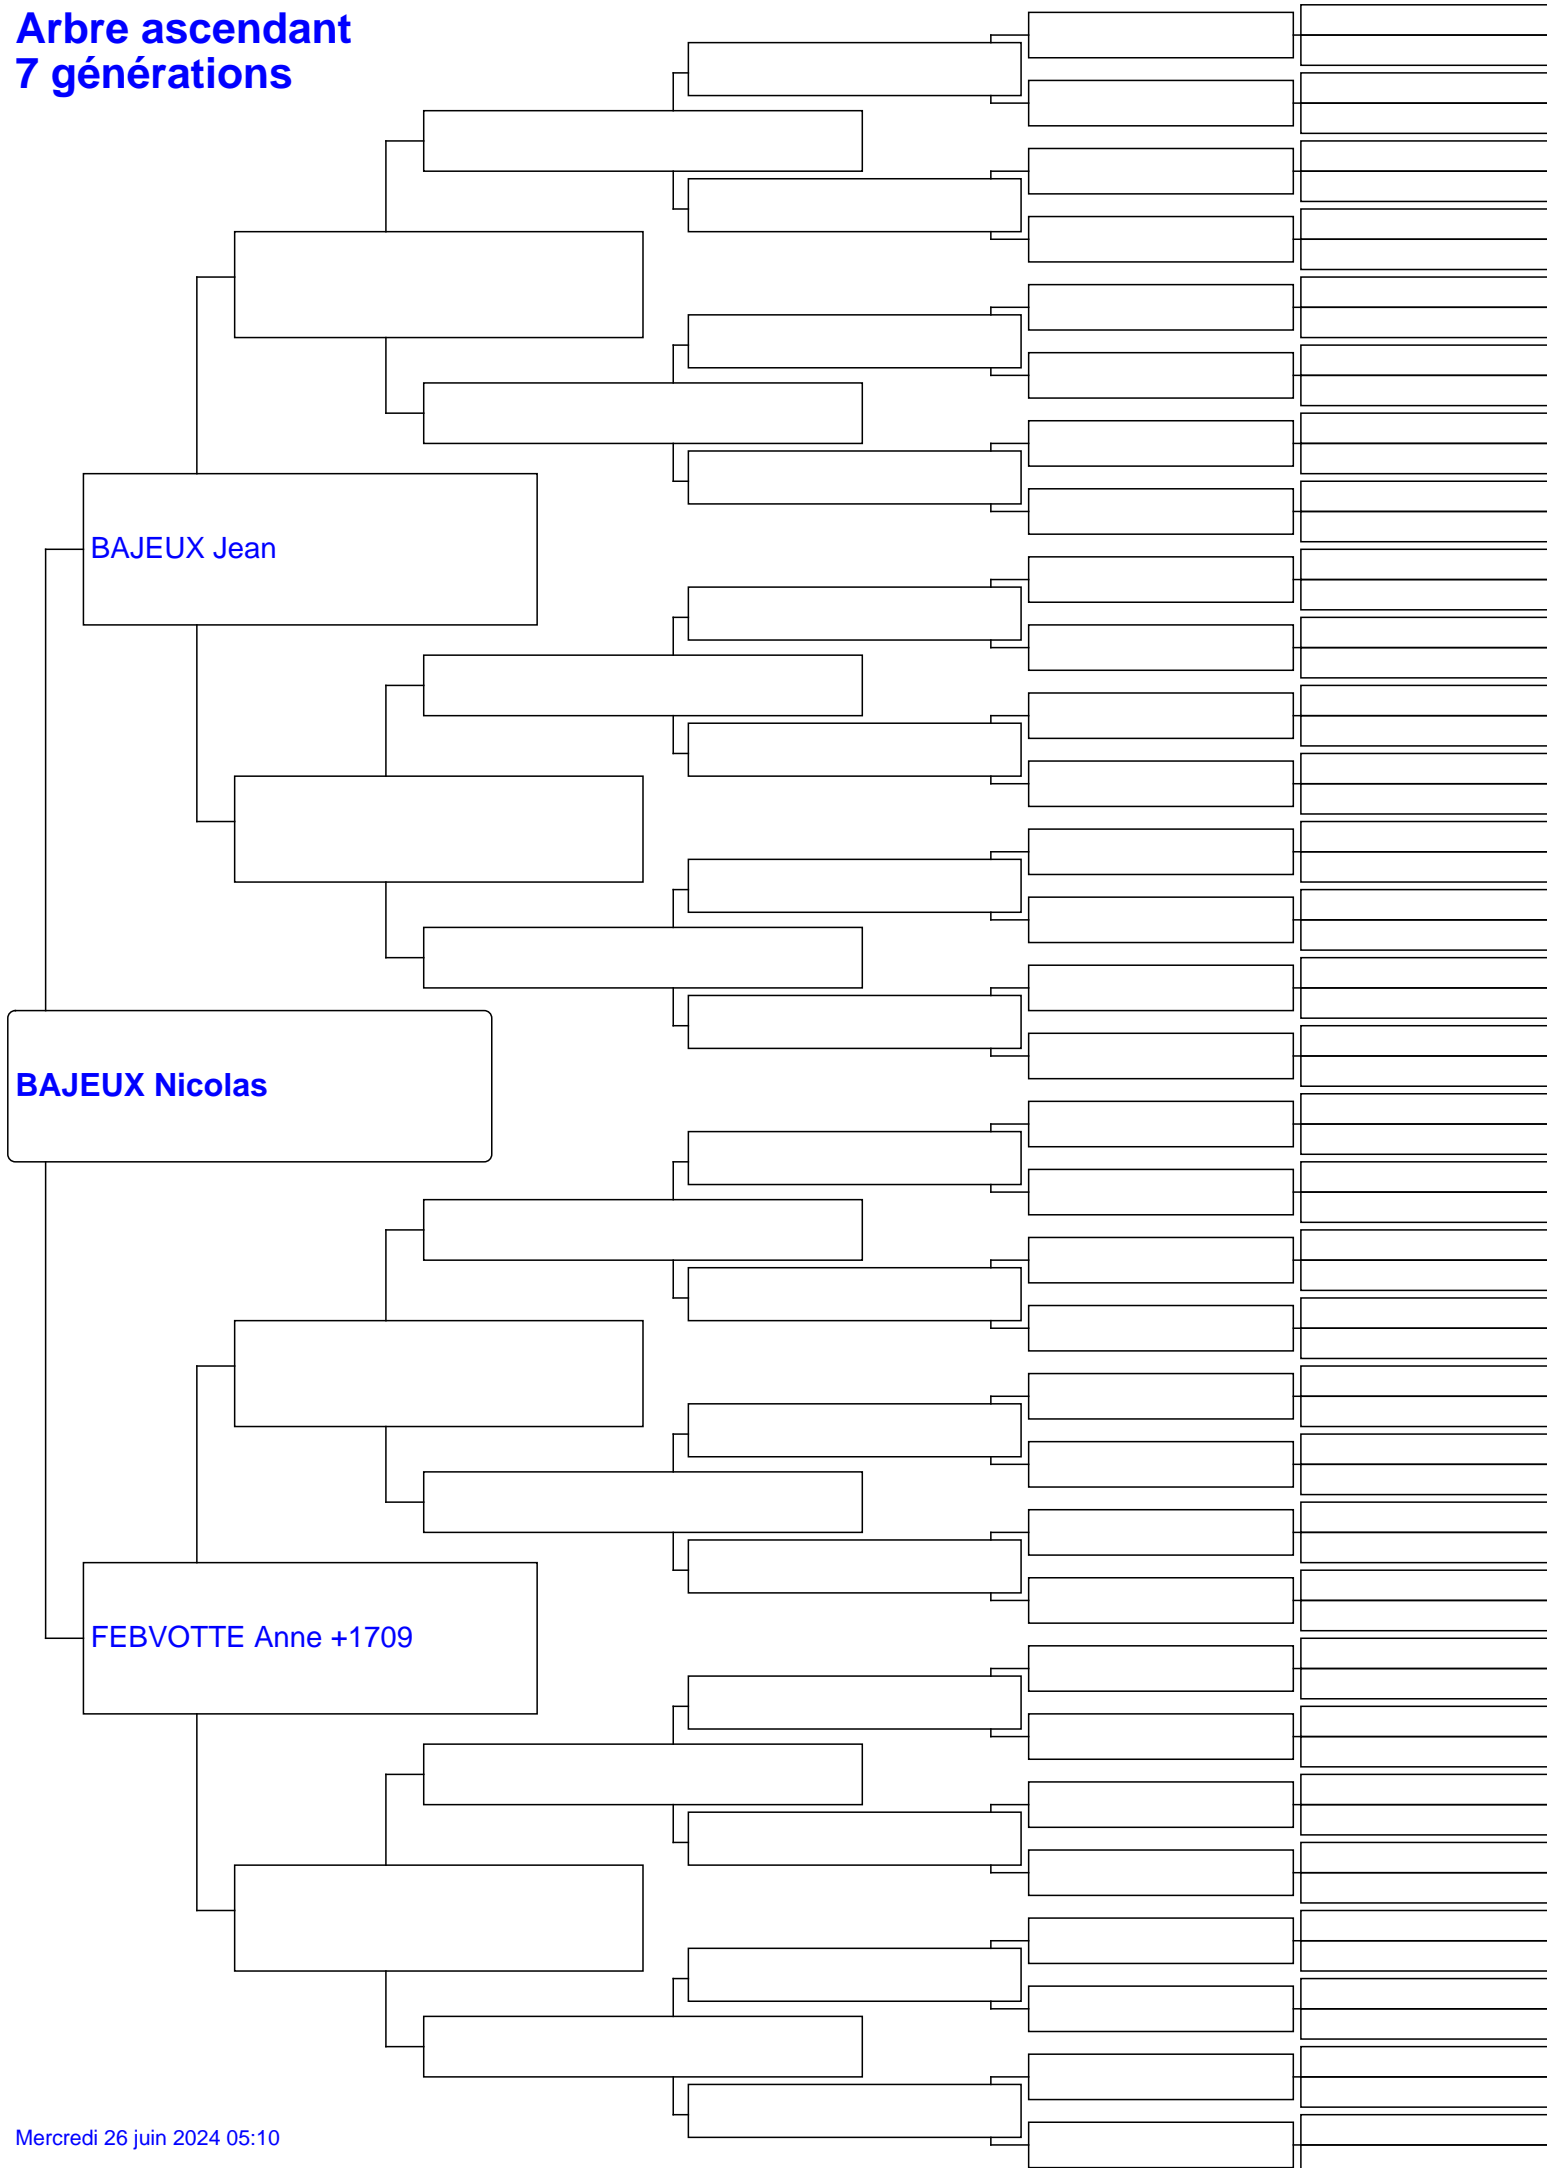 Arbre ascendant
7 générations
BAJEUX Jean
BAJEUX Nicolas
FEBVOTTE Anne +1709
Mercredi 26 juin 2024 05:10